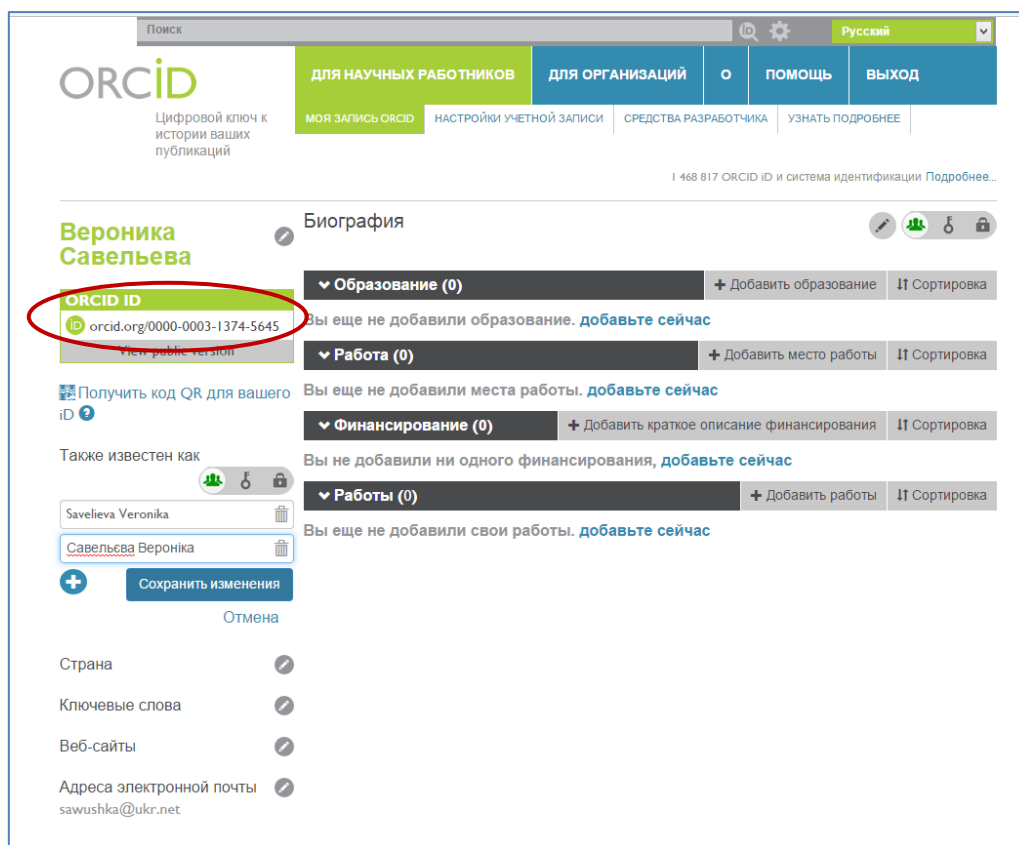 Поиск
Русский
ORCID
Цифровой ключ к
истории ваших
публикаций
ДЛЯ НАУЧНЫХ РАБОТНИКОВ
ДЛЯ ОРГАНИЗАЦИЙ
О
ПОМОЩЬ
ВЫХОД
МОЯ ЗАПИСЬ ORCID
НАСТРОЙКИ УЧЕТНОЙ ЗАПИСИ
СРЕДСТВА РАЗРАБОТЧИКА
УЗНАТЬ ПОДРОБНЕЕ
1 468 817 ORCID iD и система идентификации Подробнее...
Вероника
Савельева
ORCID ID
iD orcid.org/0000-0003-1374-5645
View public version
Получить код QR для вашего
iD ?
Также известен как
Savelieva Veronika
Савельєва Вероніка
Сохранить изменения
Отмена
Страна
Ключевые слова
Веб-сайты
Адреса электронной почты
sawushka@ukr.net
Биография
Образование (0) + Добавить образование Сортировка
Вы еще не добавили образование. добавьте сейчас
Работа (0) + Добавить место работы Сортировка
Вы еще не добавили места работы. добавьте сейчас
Финансирование (0) + Добавить краткое описание финансирования Сортировка
Вы не добавили ни одного финансирования, добавьте сейчас
Работы (0) + Добавить работы Сортировка
Вы еще не добавили свои работы. добавьте сейчас